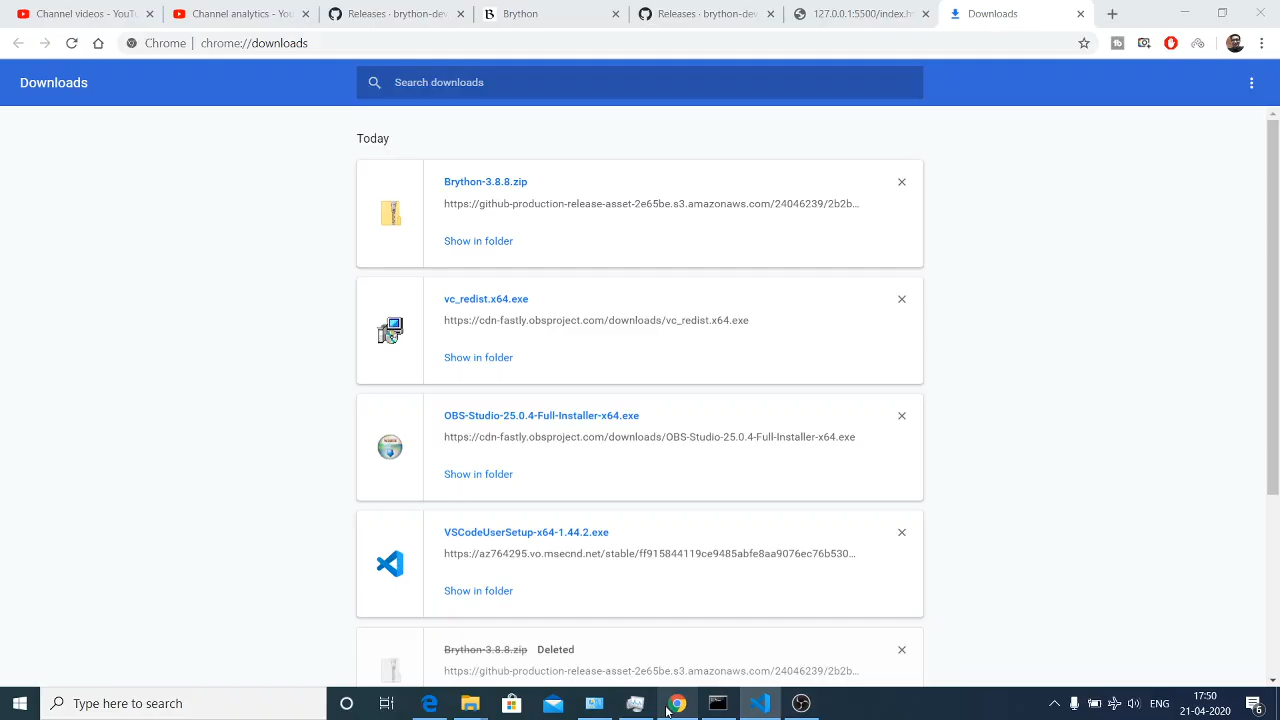 Channel videos - YouTu
Channel analytics - YouT
Releases · brython-dev
Brython
Releases · brython-dev
127.0.0.1:5500/index.h
Downloads
Chrome | chrome://downloads
Downloads
Search downloads
Today
Brython-3.8.8.zip
https://github-production-release-asset-2e65be.s3.amazonaws.com/24046239/2b2b...
Show in folder
vc_redist.x64.exe
https://cdn-fastly.obsproject.com/downloads/vc_redist.x64.exe
Show in folder
OBS-Studio-25.0.4-Full-Installer-x64.exe
https://cdn-fastly.obsproject.com/downloads/OBS-Studio-25.0.4-Full-Installer-x64.exe
Show in folder
VSCodeUserSetup-x64-1.44.2.exe
https://az764295.vo.msecnd.net/stable/ff915844119ce9485abfe8aa9076ec76b530...
Show in folder
Brython-3.8.8.zip Deleted
https://github-production-release-asset-2e65be.s3.amazonaws.com/24046239/2b2b...
Type here to search
ENG
17:50
21-04-2020
6